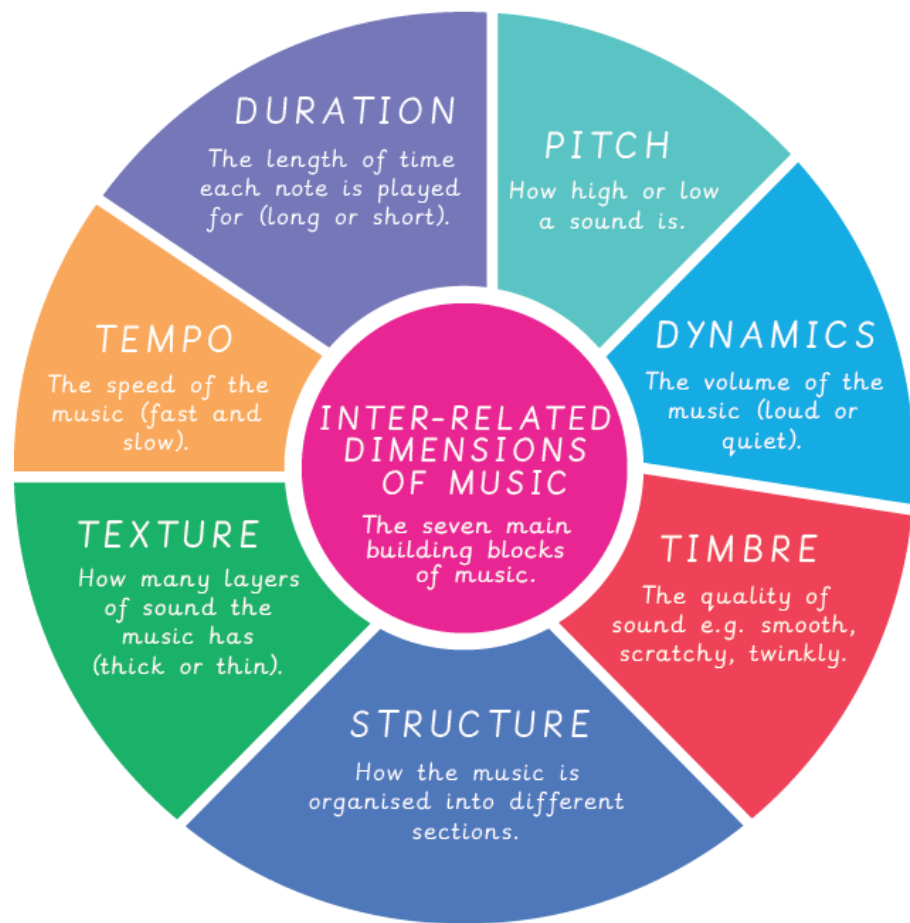 DURATION
The length of time
each note is played
for (long or short).
PITCH
How high or low
a sound is.
DYNAMICS
The volume of the
music (loud or
quiet).
TIMBRE
The quality of
sound e.g. smooth,
scratchy, twinkly.
STRUCTURE
How the music is
organised into different
sections.
TEXTURE
How many layers
of sound the
music has
(thick or thin).
TEMPO
The speed of the
music (fast and
slow).
INTER-RELATED
DIMENSIONS
OF MUSIC
The seven main
building blocks
of music.